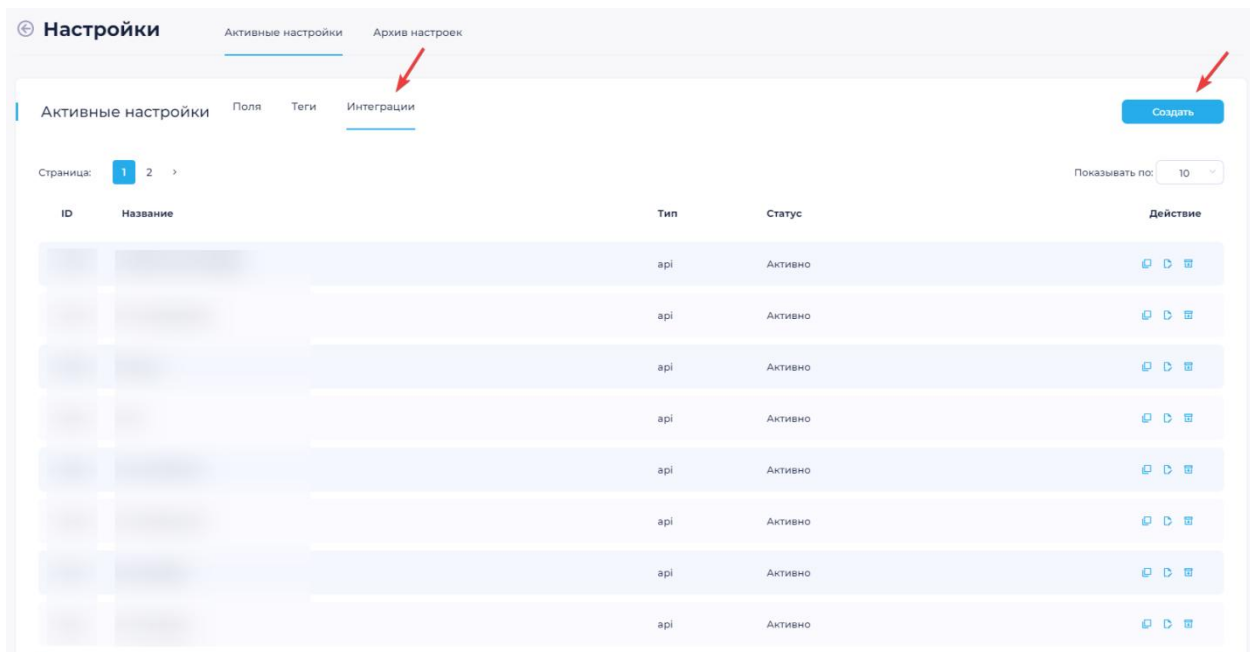 Настройки Активные настройки Архив настроек
Активные настройки Поля Теги Интеграции Создать
Страница: 1 2 > Показывать по: 10
ID Название Тип Статус Действие
api Активно
api Активно
api Активно
api Активно
api Активно
api Активно
api Активно
api Активно